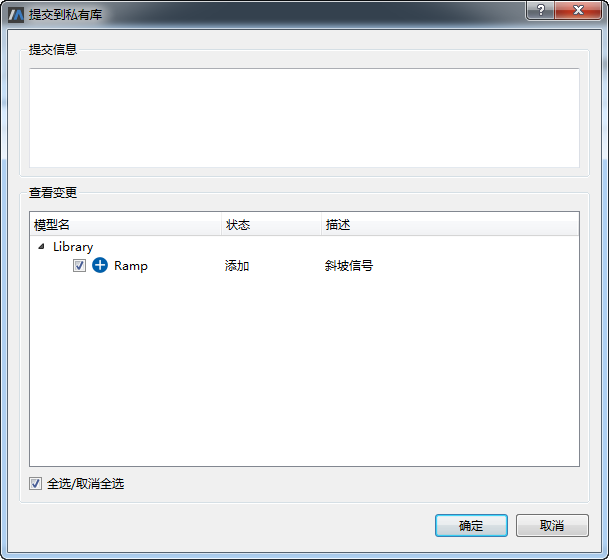 提交到私有库
提交信息
查看变更
模型名 状态 描述
Library
Ramp 添加 斜坡信号
全选/取消全选
确定 取消